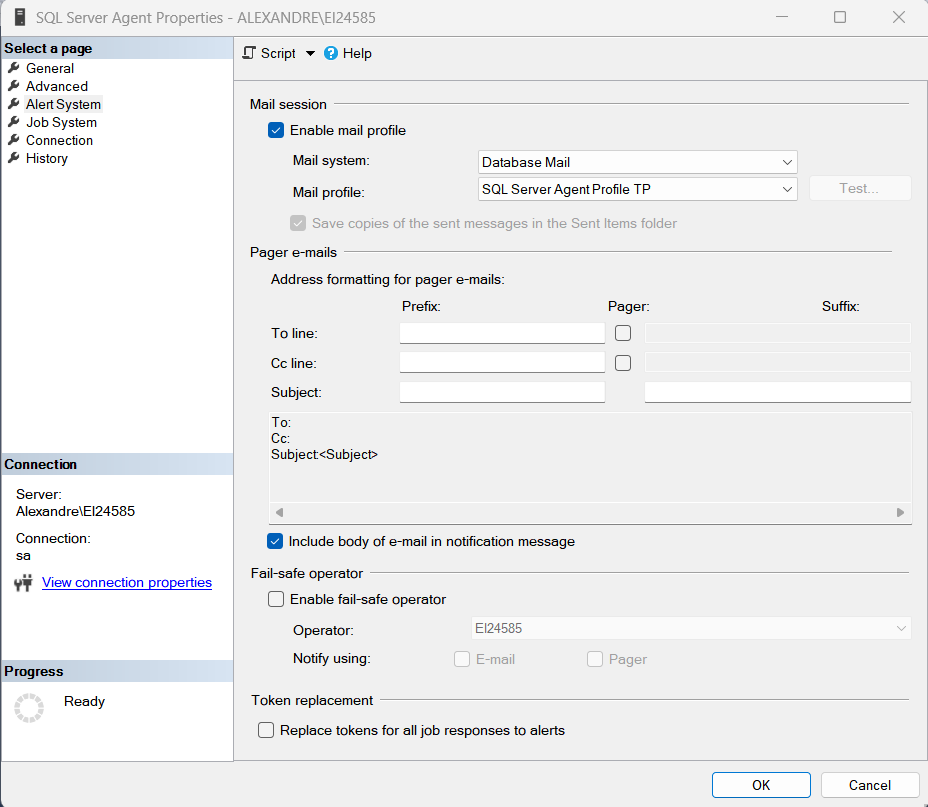 SQL Server Agent Properties - ALEXANDRE\EI24585
Select a page
General
Advanced
Alert System
Job System
Connection
History
Connection
Server:
Alexandre\EI24585
Connection:
sa
View connection properties
Progress
Ready
Script Help
Mail session
Enable mail profile
Mail system: Database Mail
Mail profile: SQL Server Agent Profile TP Test...
Save copies of the sent messages in the Sent Items folder
Pager e-mails
Address formatting for pager e-mails:
Prefix: Pager: Suffix:
To line:
Cc line:
Subject:
To:
Cc:
Subject:<Subject>
Include body of e-mail in notification message
Fail-safe operator
Enable fail-safe operator
Operator: EI24585
Notify using: E-mail Pager
Token replacement
Replace tokens for all job responses to alerts
OK Cancel